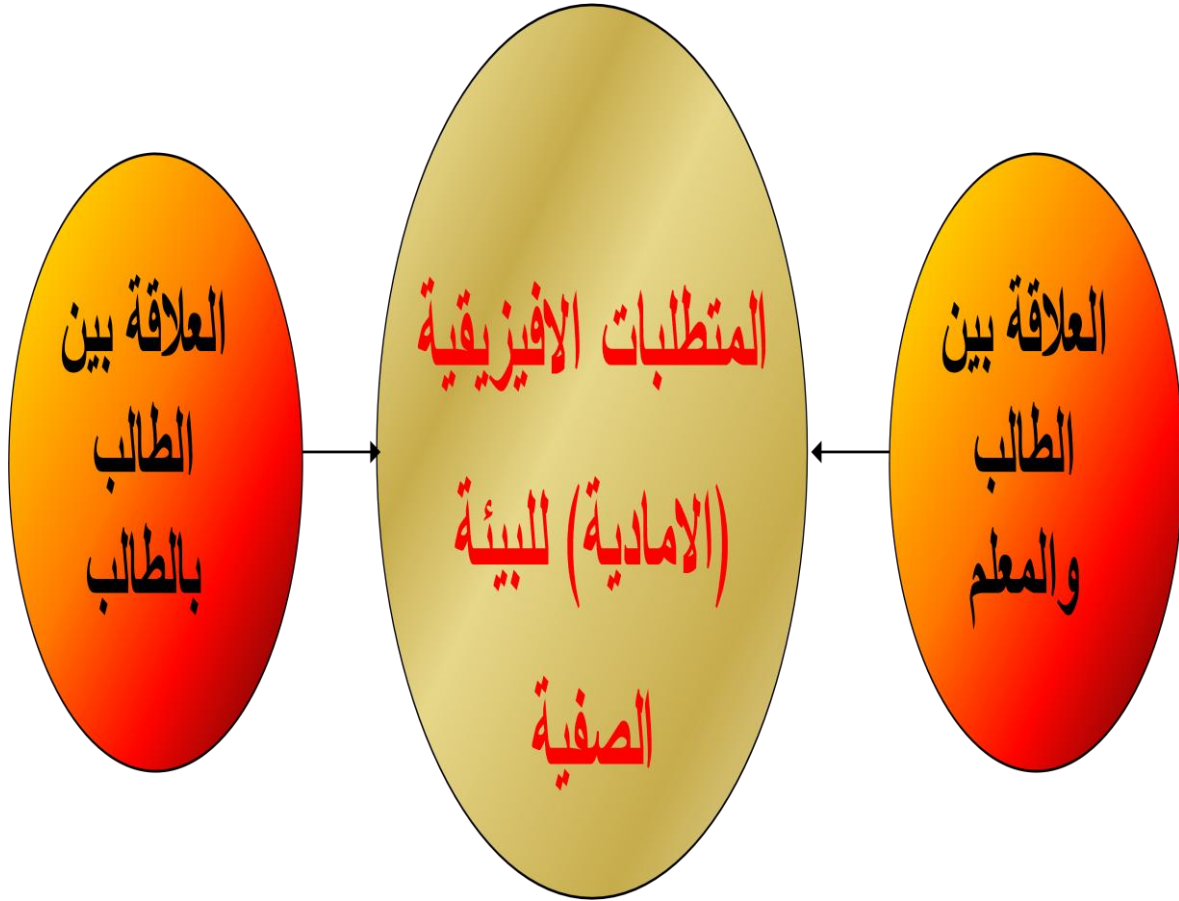 العلاقة بين
الطالب
والمعلم
المتطلبات الافيزيقية
(الامادية) للبيئة
الصفية
العلاقة بين
الطالب
بالطالب